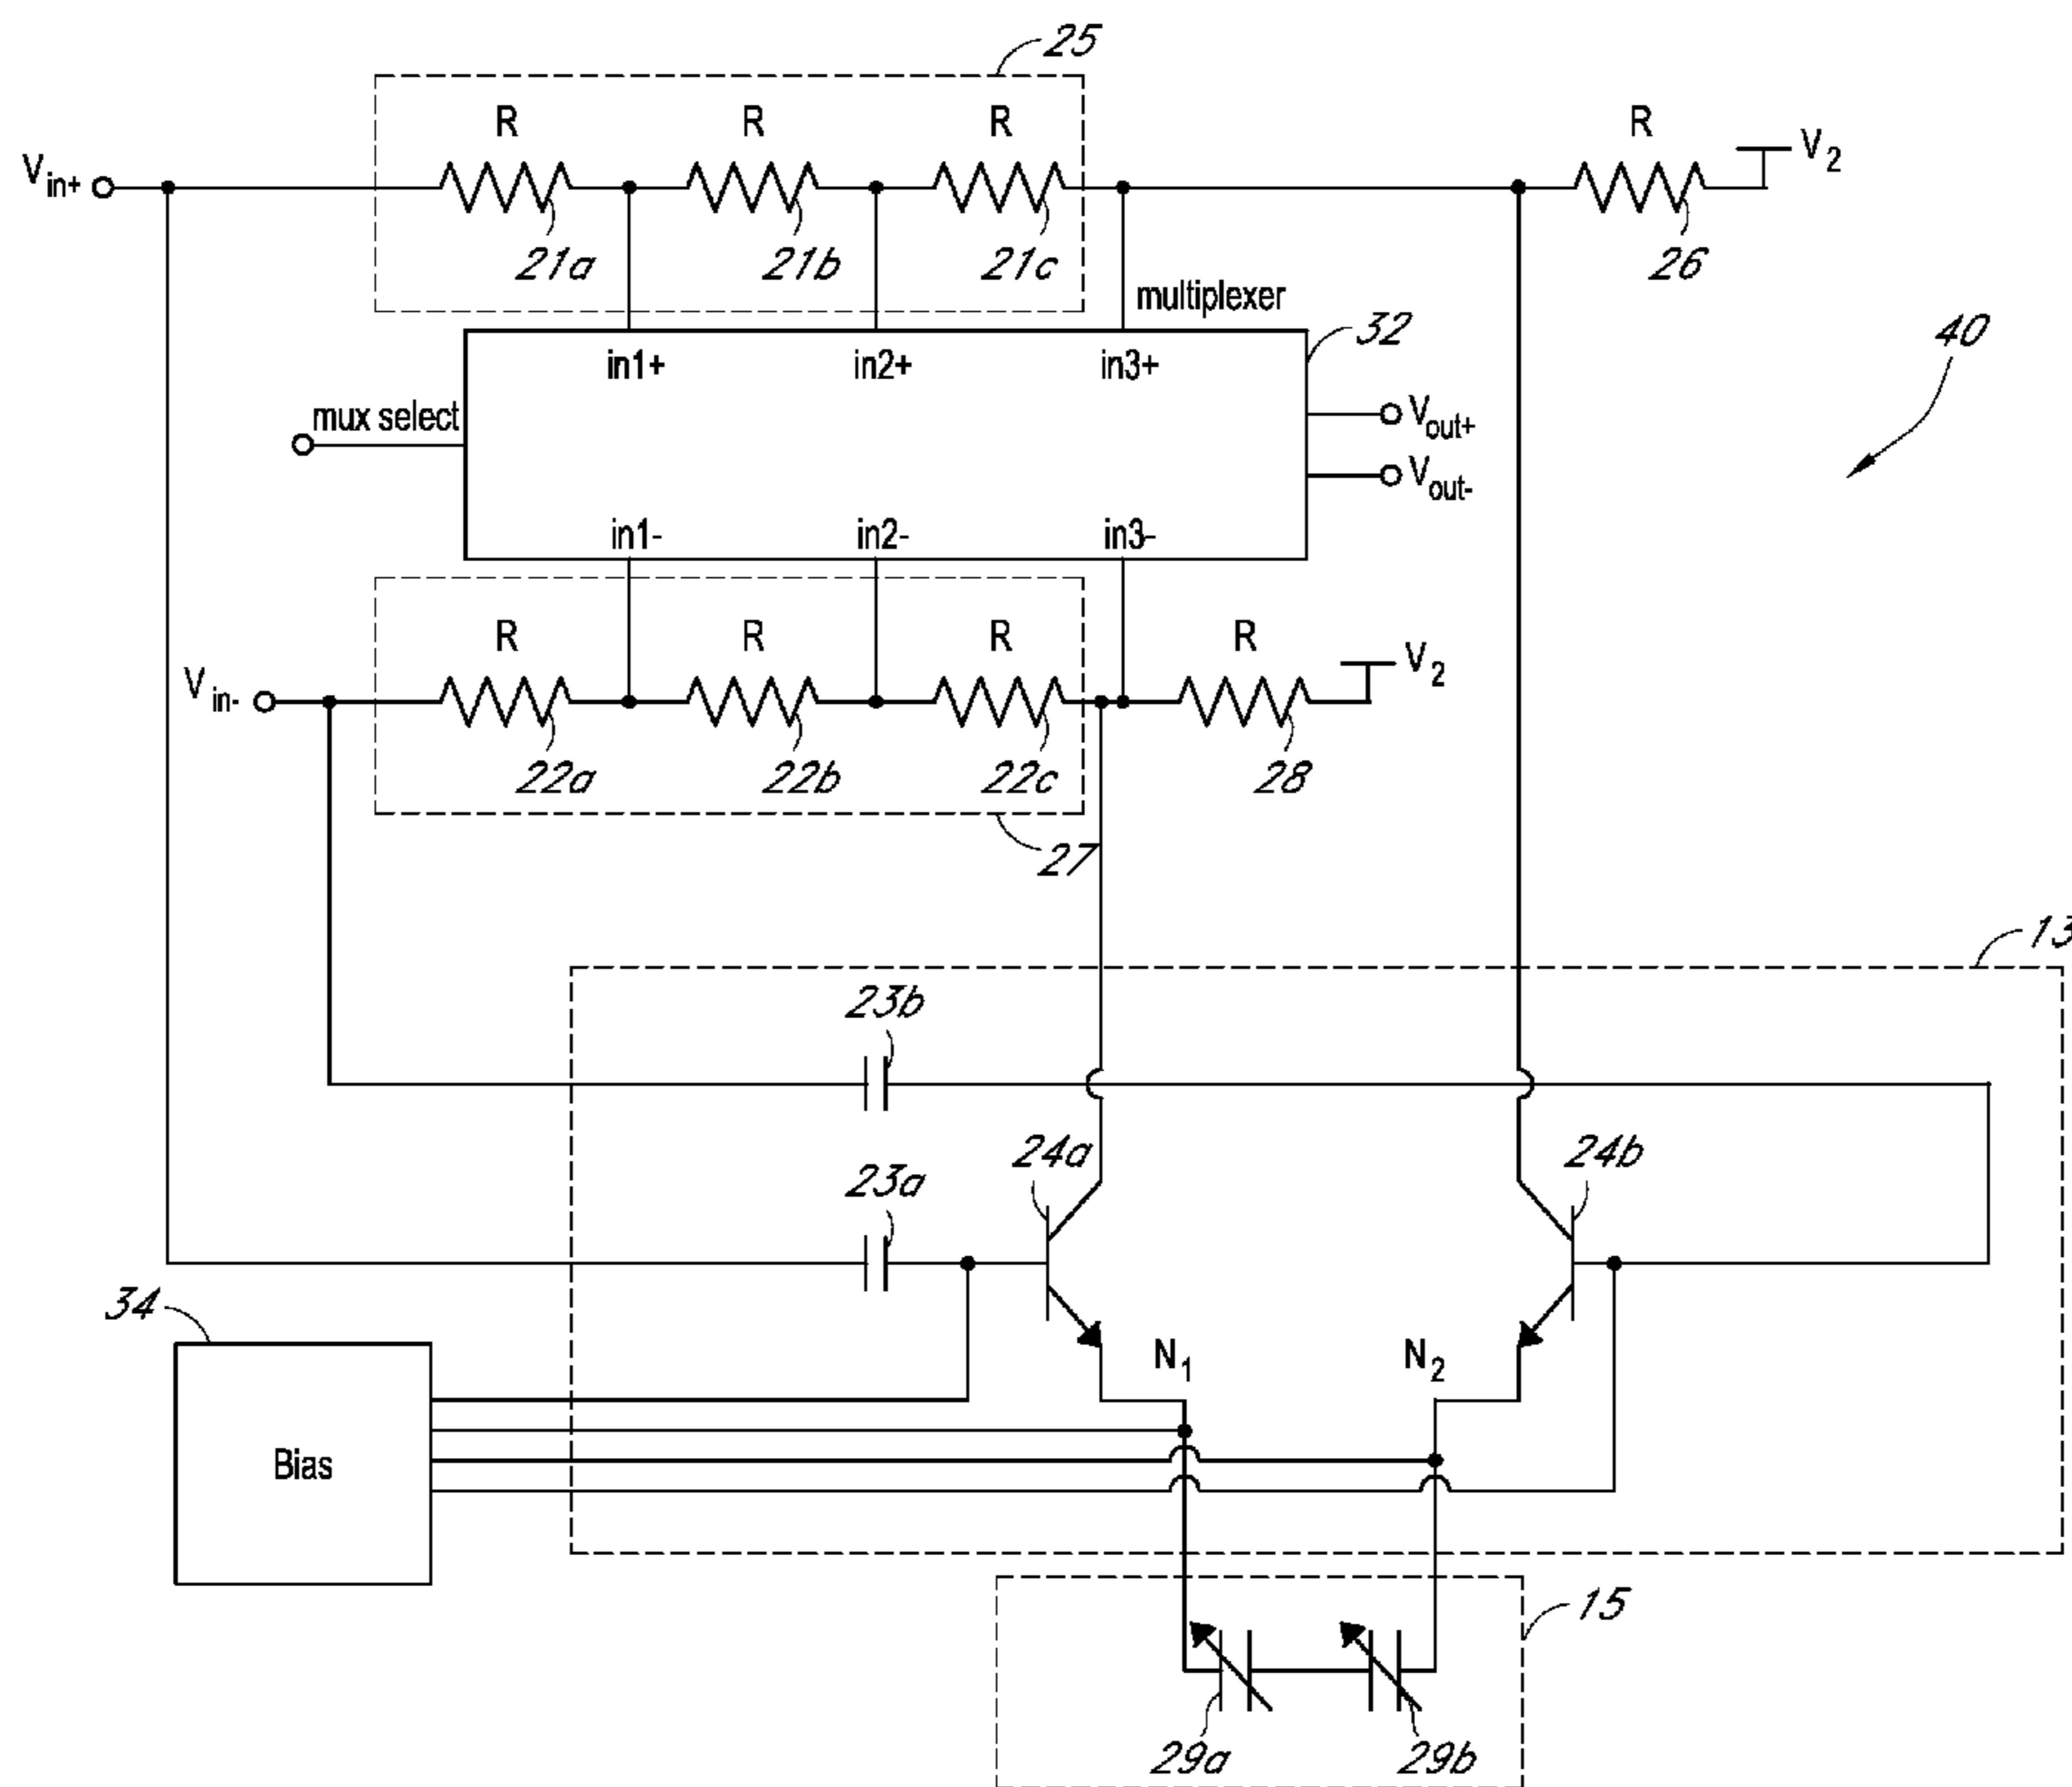 25
R R R R
Vin+ V2
21a 21b 21c 26
multiplexer
32
40
in1+ in2+ in3+
mux select
Vout+
Vout-
in1- in2- in3-
R R R R
Vin- V2
22a 22b 22c 28
27
13
23b
24a 24b
23a
34
N1 N2
Bias
15
29a 29b